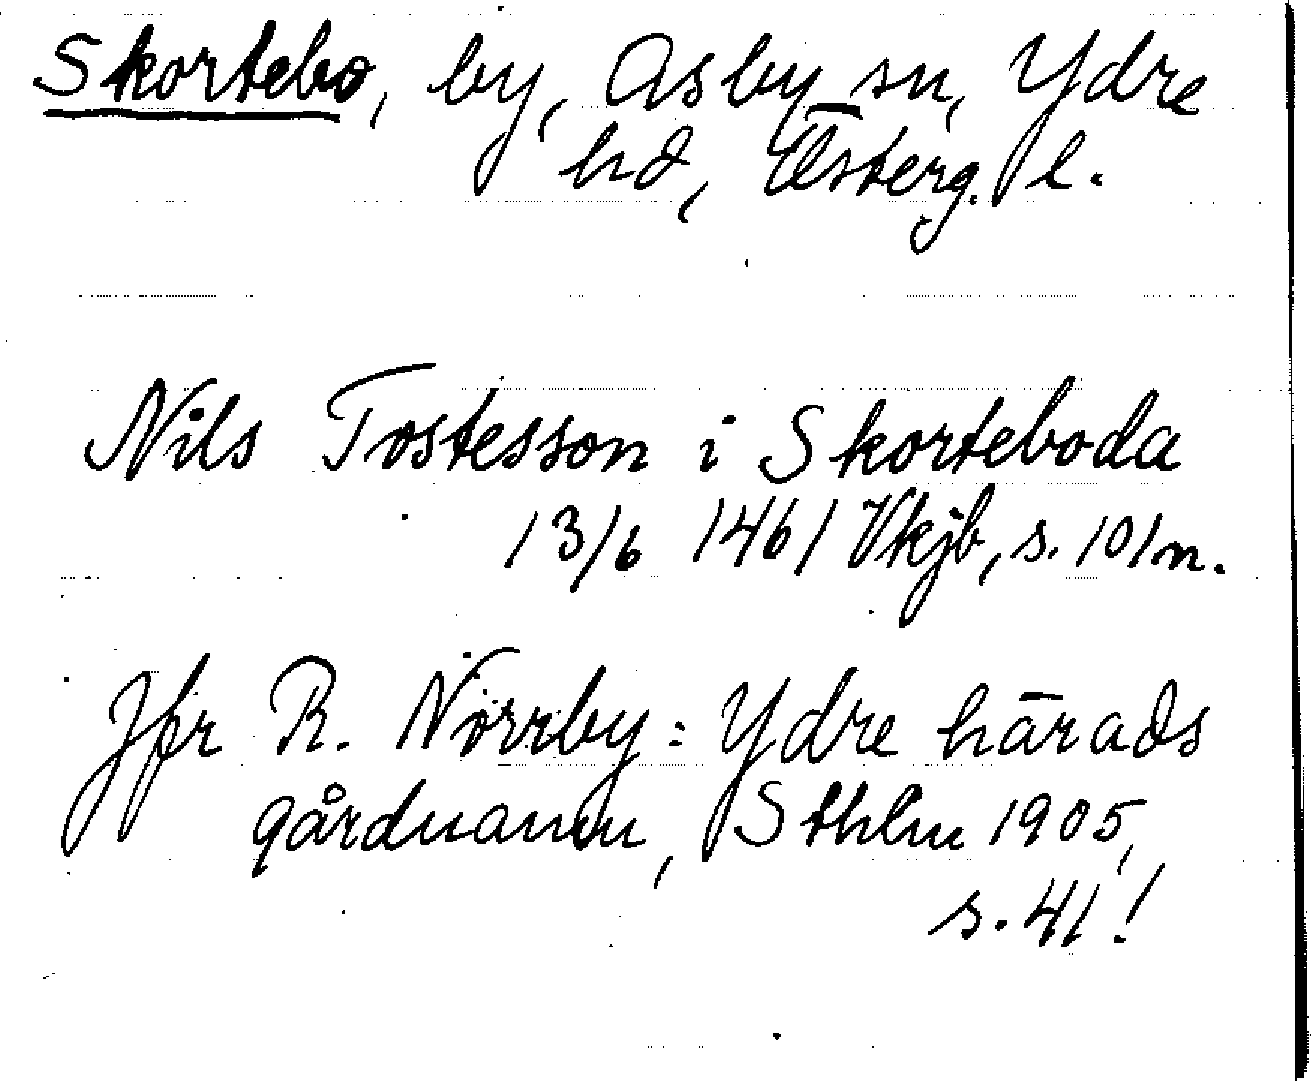 Skortebo, by, Asby sn, Ydre
hd, Österg. l.
Nils Tostesson i Skorteboda
13/6 1461 Vkjb, s. 101 n.
Jfr R. Norrby: Ydre härads
gårdnamn, Sthlm 1905,
s. 41!